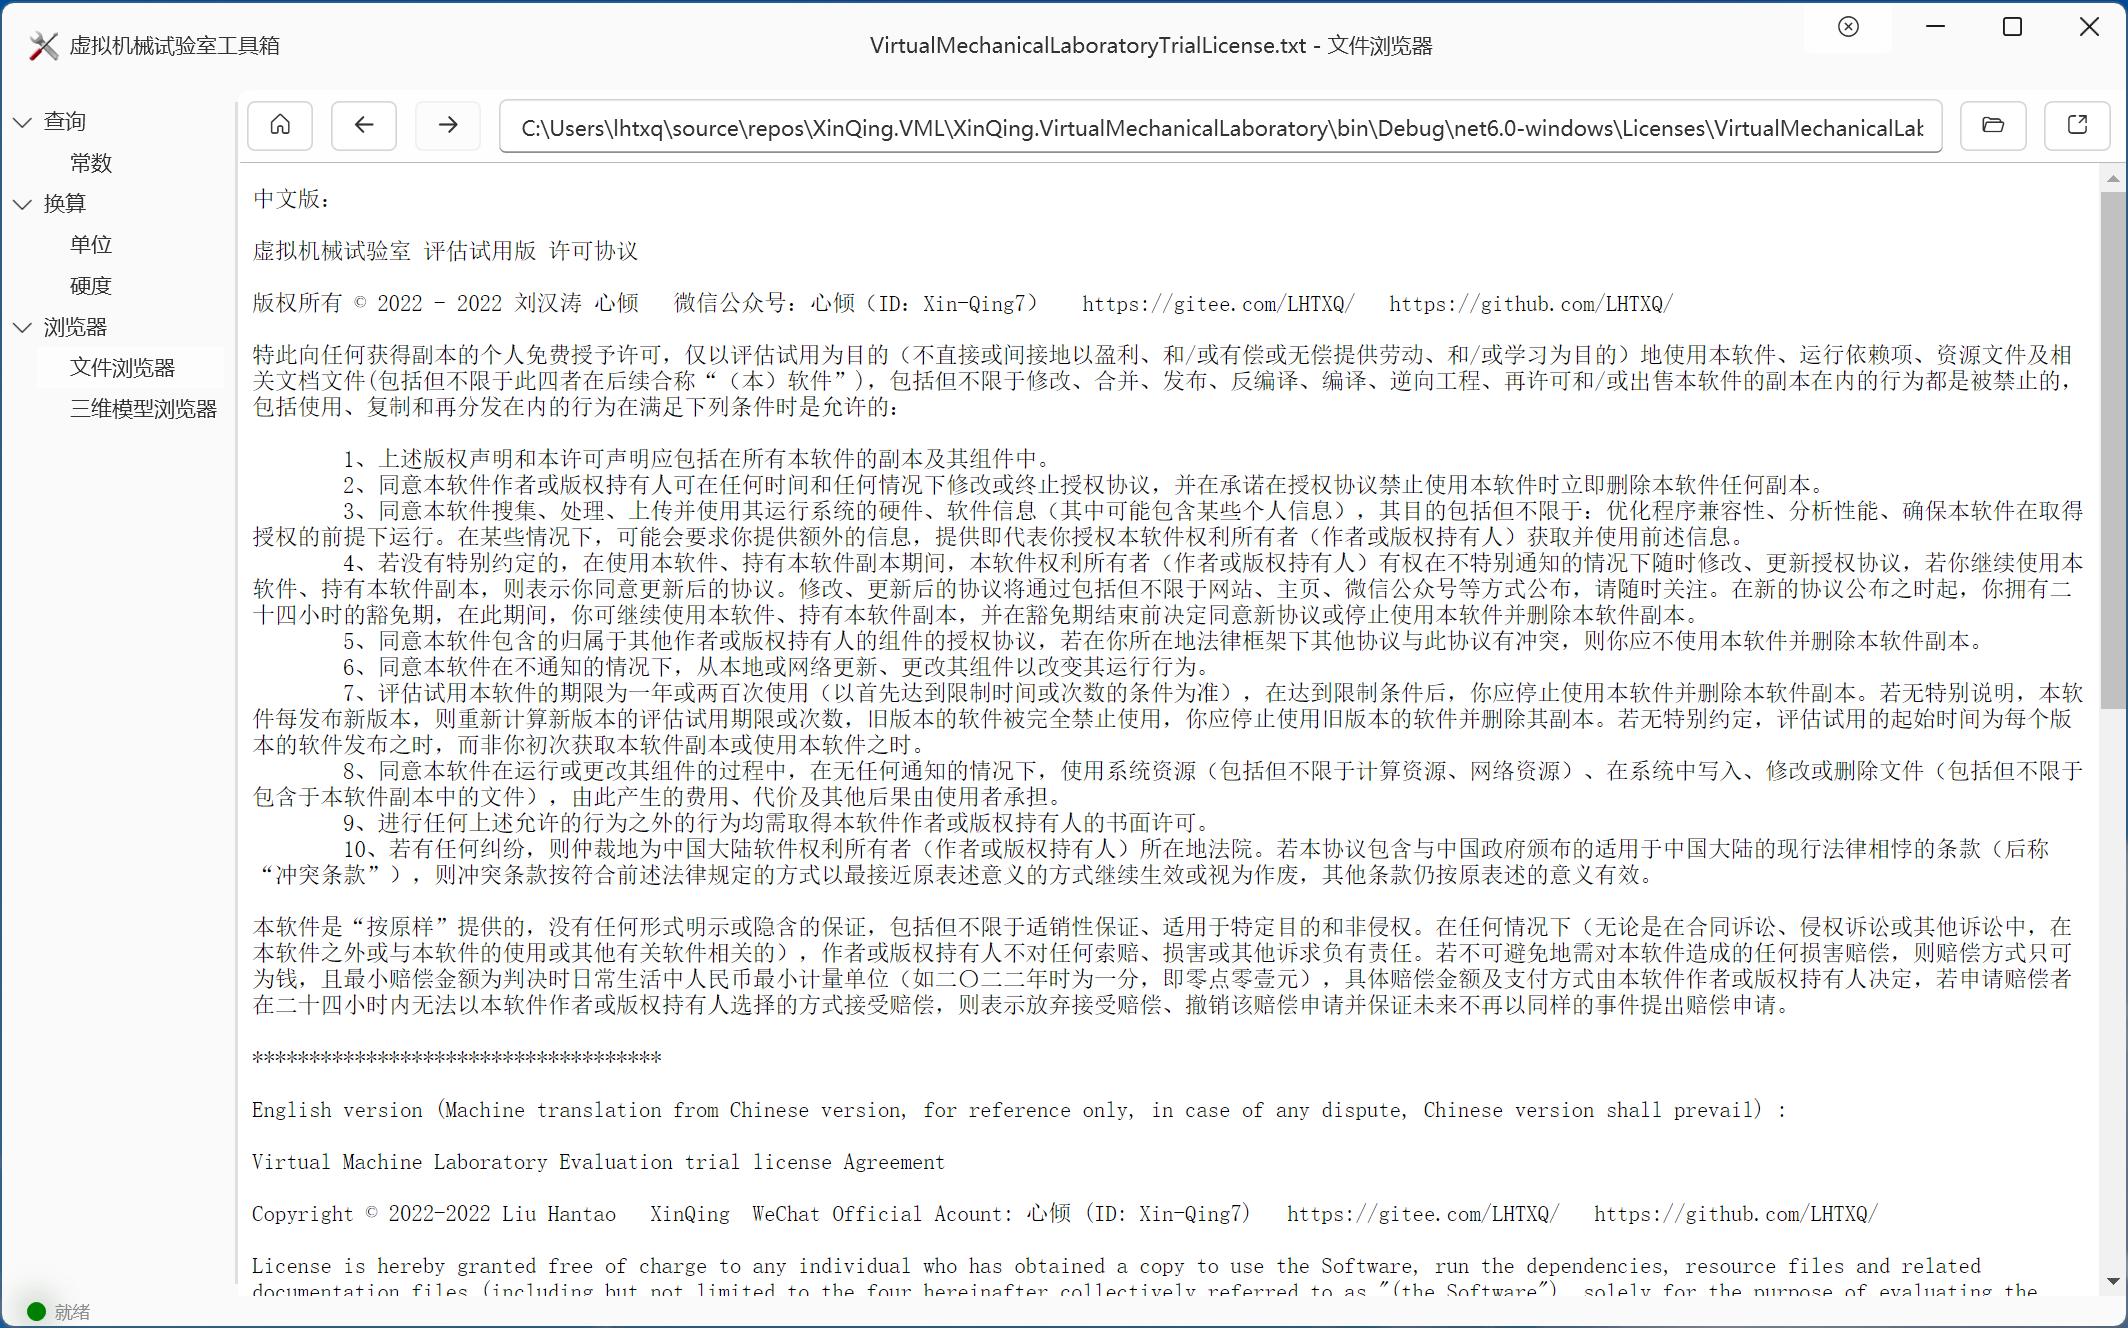 虚拟机械试验室工具箱
VirtualMechanicalLaboratoryTrialLicense.txt - 文件浏览器
查询
常数
换算
单位
硬度
浏览器
文件浏览器
三维模型浏览器
C:\Users\lhtxq\source\repos\XinQing.VML\XinQing.VirtualMechanicalLaboratory\bin\Debug\net6.0-windows\Licenses\VirtualMechanicalLab
中文版：
虚拟机械试验室 评估试用版 许可协议
版权所有 © 2022 - 2022 刘汉涛 心倾 微信公众号：心倾（ID：Xin-Qing7） https://gitee.com/LHTXQ/ https://github.com/LHTXQ/
特此向任何获得副本的个人免费授予许可，仅以评估试用为目的（不直接或间接地以盈利、和/或有偿或无偿提供劳动、和/或学习为目的）地使用本软件、运行依赖项、资源文件及相
关文档文件(包括但不限于此四者在后续合称“（本）软件”)，包括但不限于修改、合并、发布、反编译、编译、逆向工程、再许可和/或出售本软件的副本在内的行为都是被禁止的，
包括使用、复制和再分发在内的行为在满足下列条件时是允许的：
1、上述版权声明和本许可声明应包括在所有本软件的副本及其组件中。
2、同意本软件作者或版权持有人可在任何时间和任何情况下修改或终止授权协议，并在承诺在授权协议禁止使用本软件时立即删除本软件任何副本。
3、同意本软件搜集、处理、上传并使用其运行系统的硬件、软件信息（其中可能包含某些个人信息），其目的包括但不限于：优化程序兼容性、分析性能、确保本软件在取得
授权的前提下运行。在某些情况下，可能会要求你提供额外的信息，提供即代表你授权本软件权利所有者（作者或版权持有人）获取并使用前述信息。
4、若没有特别约定的，在使用本软件、持有本软件副本期间，本软件权利所有者（作者或版权持有人）有权在不特别通知的情况下随时修改、更新授权协议，若你继续使用本
软件、持有本软件副本，则表示你同意更新后的协议。修改、更新后的协议将通过包括但不限于网站、主页、微信公众号等方式公布，请随时关注。在新的协议公布之时起，你拥有二
十四小时的豁免期，在此期间，你可继续使用本软件、持有本软件副本，并在豁免期结束前决定同意新协议或停止使用本软件并删除本软件副本。
5、同意本软件包含的归属于其他作者或版权持有人的组件的授权协议，若在你所在地法律框架下其他协议与此协议有冲突，则你应不使用本软件并删除本软件副本。
6、同意本软件在不通知的情况下，从本地或网络更新、更改其组件以改变其运行行为。
7、评估试用本软件的期限为一年或两百次使用（以首先达到限制时间或次数的条件为准），在达到限制条件后，你应停止使用本软件并删除本软件副本。若无特别说明，本软
件每发布新版本，则重新计算新版本的评估试用期限或次数，旧版本的软件被完全禁止使用，你应停止使用旧版本的软件并删除其副本。若无特别约定，评估试用的起始时间为每个版
本的软件发布之时，而非你初次获取本软件副本或使用本软件之时。
8、同意本软件在运行或更改其组件的过程中，在无任何通知的情况下，使用系统资源（包括但不限于计算资源、网络资源）、在系统中写入、修改或删除文件（包括但不限于
包含于本软件副本中的文件），由此产生的费用、代价及其他后果由使用者承担。
9、进行任何上述允许的行为之外的行为均需取得本软件作者或版权持有人的书面许可。
10、若有任何纠纷，则仲裁地为中国大陆软件权利所有者（作者或版权持有人）所在地法院。若本协议包含与中国政府颁布的适用于中国大陆的现行法律相悖的条款（后称
“冲突条款”），则冲突条款按符合前述法律规定的方式以最接近原表述意义的方式继续生效或视为作废，其他条款仍按原表述的意义有效。
本软件是“按原样”提供的，没有任何形式明示或隐含的保证，包括但不限于适销性保证、适用于特定目的和非侵权。在任何情况下（无论是在合同诉讼、侵权诉讼或其他诉讼中，在
本软件之外或与本软件的使用或其他有关软件相关的），作者或版权持有人不对任何索赔、损害或其他诉求负有责任。若不可避免地需对本软件造成的任何损害赔偿，则赔偿方式只可
为钱，且最小赔偿金额为判决时日常生活中人民币最小计量单位（如二〇二二年时为一分，即零点零壹元），具体赔偿金额及支付方式由本软件作者或版权持有人决定，若申请赔偿者
在二十四小时内无法以本软件作者或版权持有人选择的方式接受赔偿，则表示放弃接受赔偿、撤销该赔偿申请并保证未来不再以同样的事件提出赔偿申请。
************************************
English version (Machine translation from Chinese version, for reference only, in case of any dispute, Chinese version shall prevail) :
Virtual Machine Laboratory Evaluation trial license Agreement
Copyright © 2022-2022 Liu Hantao XinQing WeChat Official Acount: 心倾 (ID: Xin-Qing7) https://gitee.com/LHTXQ/ https://github.com/LHTXQ/
License is hereby granted free of charge to any individual who has obtained a copy to use the Software, run the dependencies, resource files and related
documentation files (including but not limited to the four hereinafter collectively referred to as "(the Software"), solely for the purpose of evaluating the
就绪